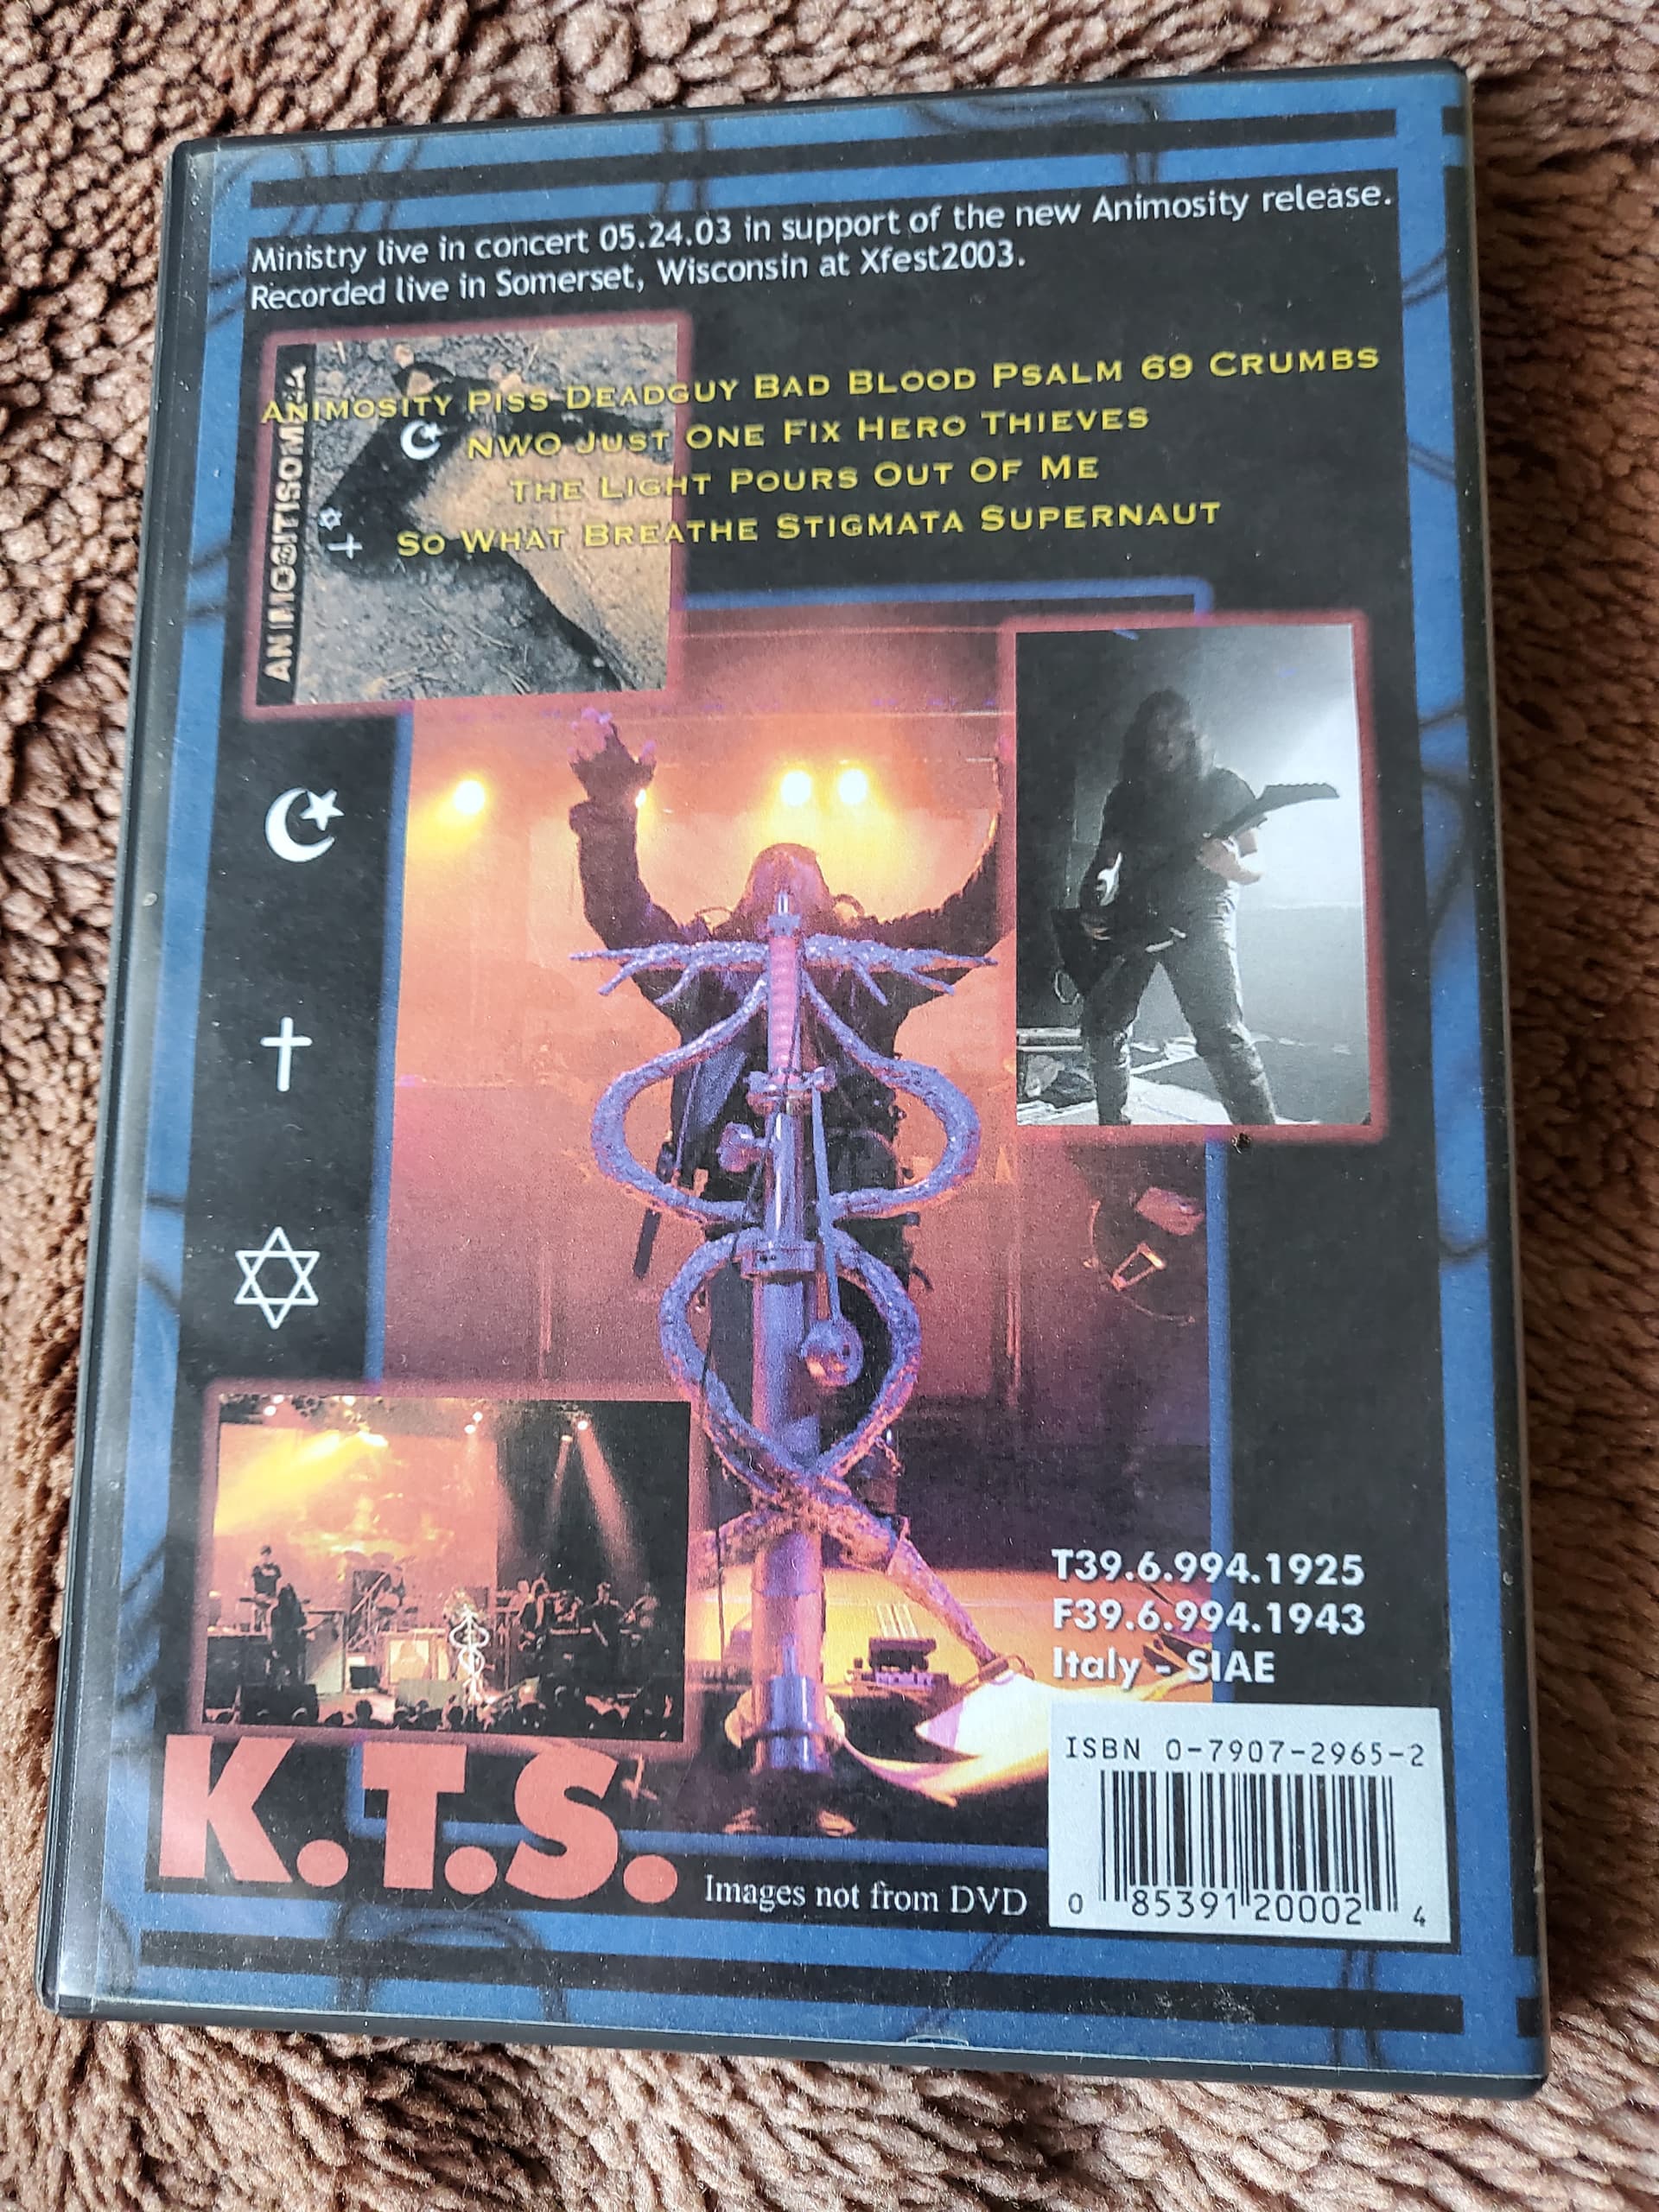 Ministry live in concert 05.24.03 in support of the new Animosity release.
Recorded live in Somerset, Wisconsin at Xfest2003.
ANIMOSITISOMINA
ANIMOSITY PISS DEADGUY BAD BLOOD PSALM 69 CRUMBS
NWO JUST ONE FIX HERO THIEVES
THE LIGHT POURS OUT OF ME
SO WHAT BREATHE STIGMATA SUPERNAUT
T39.6.994.1925
F39.6.994.1943
Italy - SIAE
ISBN 0-7907-2965-2
0 85391 20002 4
K.T.S.
Images not from DVD